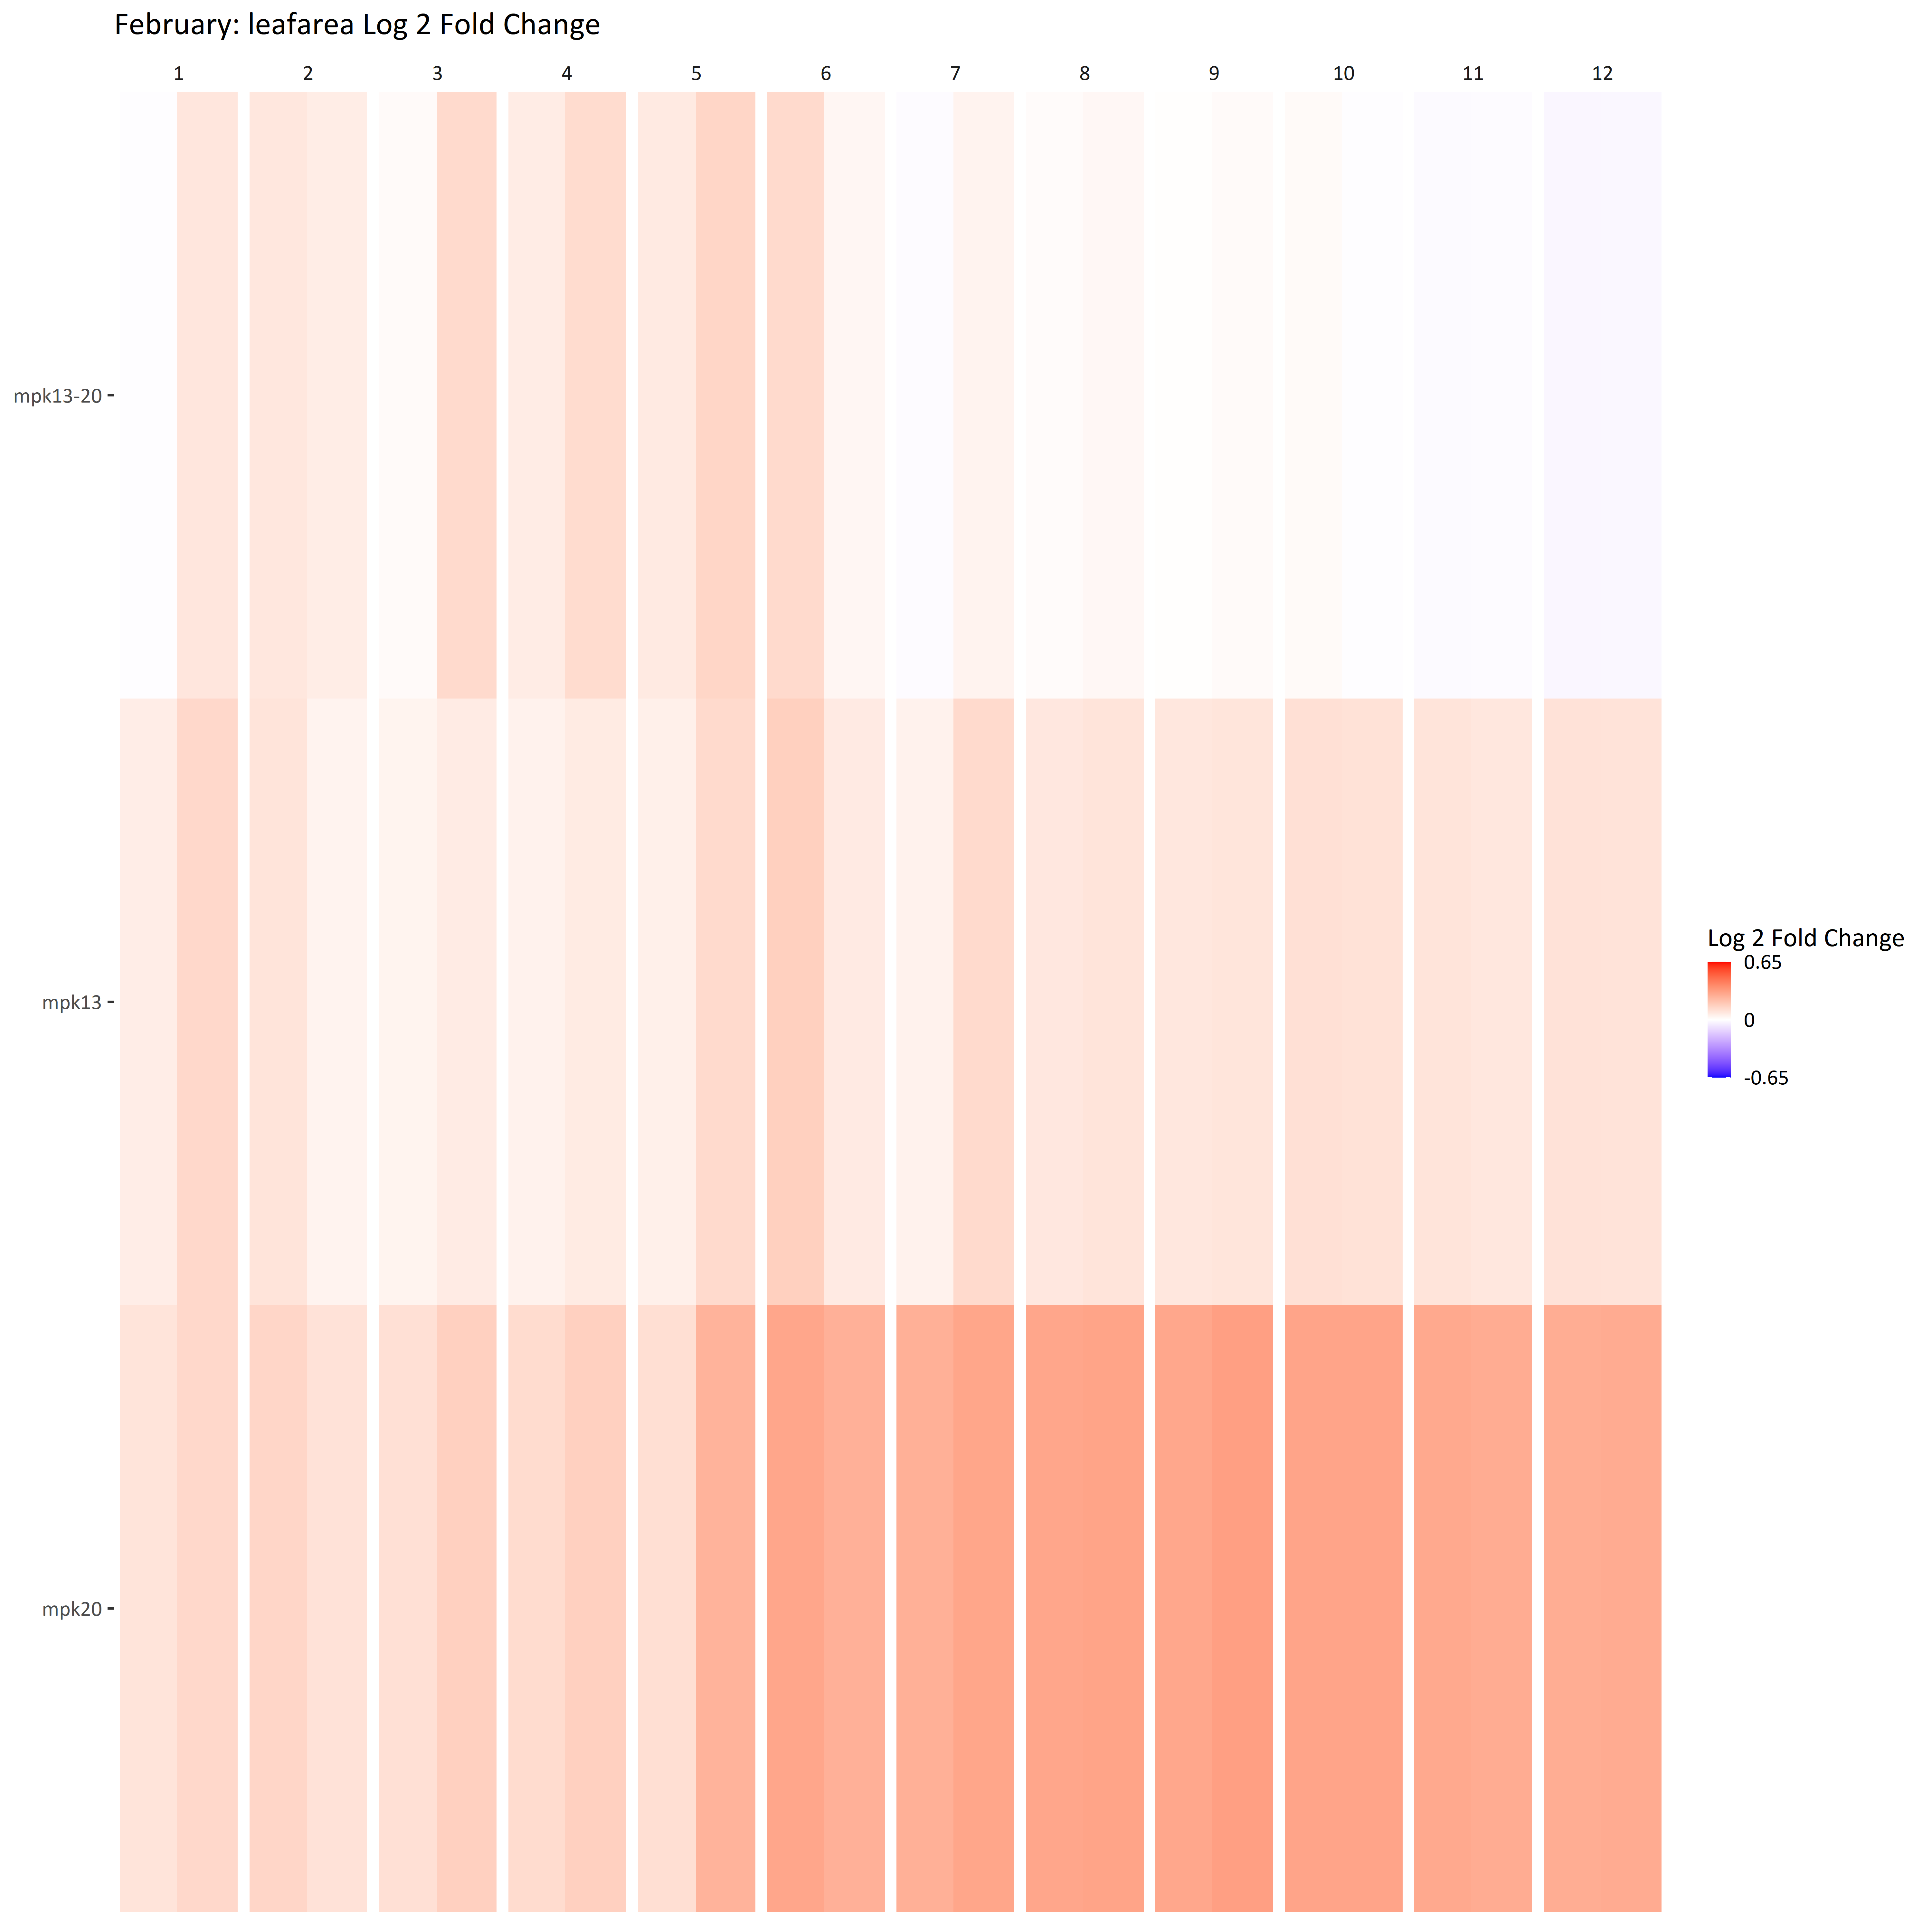 February: leafarea Log 2 Fold Change
1 2 3 4 5 6 7 8 9 10 11 12
mpk13-20
mpk13
mpk20
Log 2 Fold Change
0.65
0
-0.65